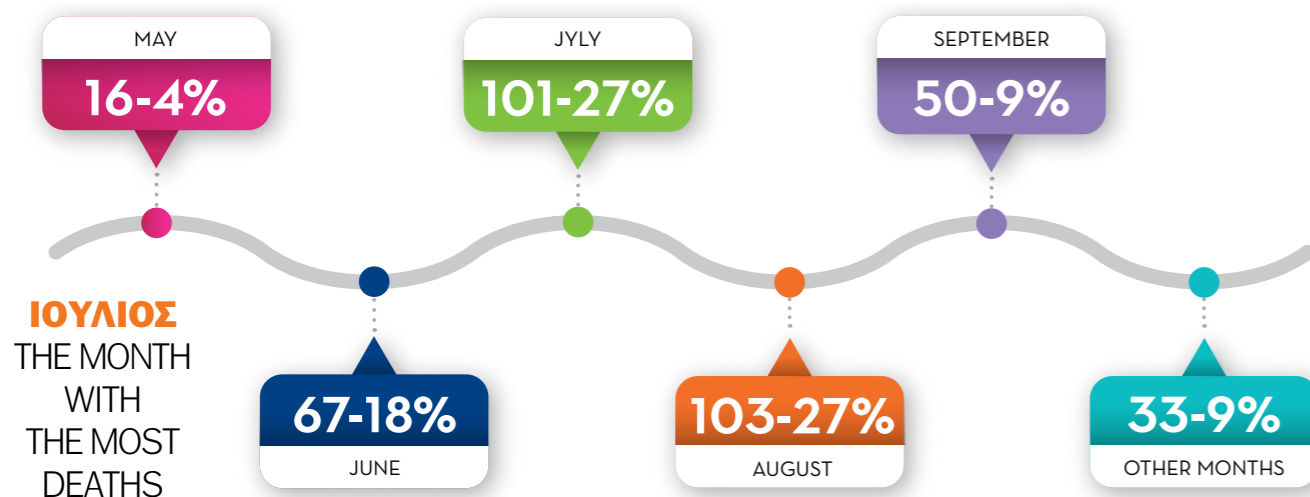 MAY
16-4%
JYLY
101-27%
SEPTEMBER
50-9%
ΙΟΥΛΙΟΣ
THE MONTH
WITH
THE MOST
DEATHS
67-18%
JUNE
103-27%
AUGUST
33-9%
OTHER MONTHS